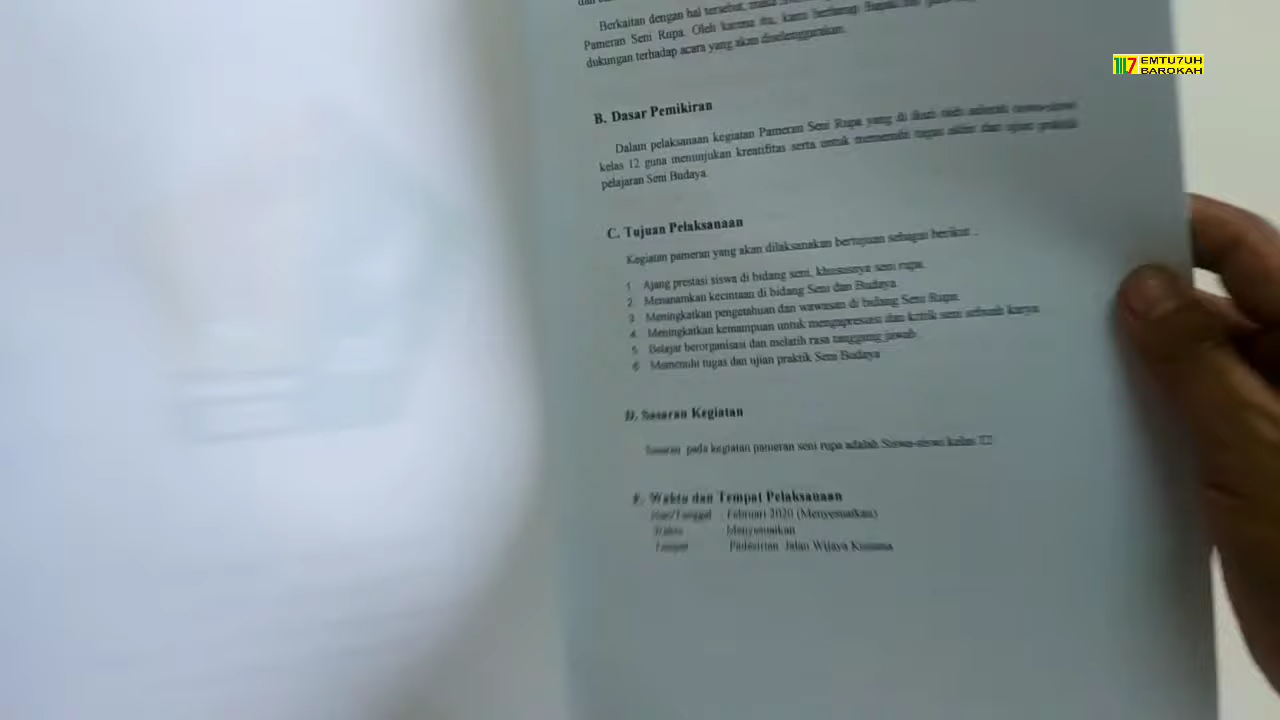 Berkaitan dengan hal tersebut, maka
Pameran Seni Rupa. Oleh karena itu, kami berharap Bapak/Ibu
dukungan terhadap acara yang akan diselenggarakan.
B. Dasar Pemikiran
Dalam pelaksanaan kegiatan Pameran Seni Rupa yang di ikuti oleh seluruh siswa-siswi
kelas 12 guna menunjukan kreatifitas serta untuk memenuhi tugas akhir dan ujian praktik
pelajaran Seni Budaya.
C. Tujuan Pelaksanaan
Kegiatan pameran yang akan dilaksanakan bertujuan sebagai berikut :
1. Ajang prestasi siswa di bidang seni, khususnya seni rupa.
2. Menanamkan kecintaan di bidang Seni dan Budaya.
3. Meningkatkan pengetahuan dan wawasan di bidang Seni Rupa.
4. Meningkatkan kemampuan untuk mengapresiasi dan kritik seni sebuah karya
5. Belajar berorganisasi dan melatih rasa tanggung jawab.
6. Memenuhi tugas dan ujian praktik Seni Budaya
D. Sasaran Kegiatan
Sasaran pada kegiatan pameran seni rupa adalah Siswa-siswi kelas 12
E. Waktu dan Tempat Pelaksanaan
Hari/Tanggal : Februari 2020 (Menyesuaikan)
Waktu : Menyesuaikan
Tempat : Jalan Wijaya Kusuma
117 EMTU7UH
BAROKAH